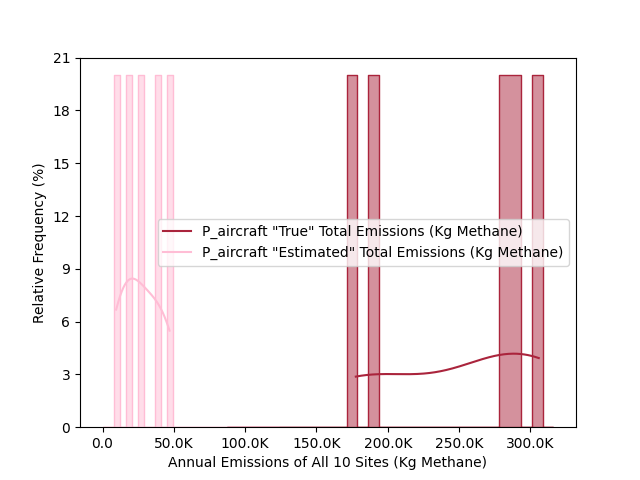 21
18
15
12
9
6
3
0
Relative Frequency (%)
P_aircraft "True" Total Emissions (Kg Methane)
P_aircraft "Estimated" Total Emissions (Kg Methane)
0.0 50.0K 100.0K 150.0K 200.0K 250.0K 300.0K
Annual Emissions of All 10 Sites (Kg Methane)